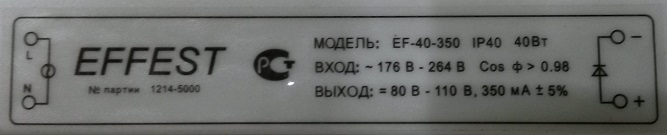 МОДЕЛЬ: EF-40-350 IP40 40Вт
L
EFFEST
РСТ
ВХОД: ~ 176 В - 264 В Cos ф > 0.98
N
№ партии 1214-5000
ВЫХОД: = 80 В - 110 В, 350 мА ± 5%